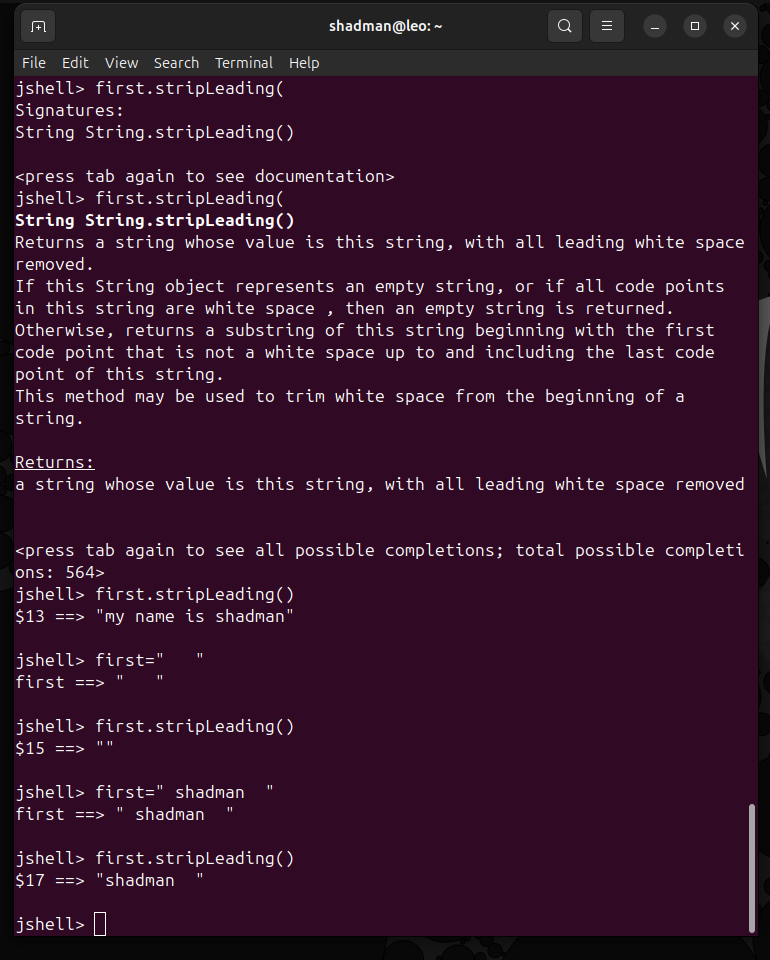 shadman@leo: ~
File Edit View Search Terminal Help
jshell> first.stripLeading(
Signatures:
String String.stripLeading()
<press tab again to see documentation>
jshell> first.stripLeading(
String String.stripLeading()
Returns a string whose value is this string, with all leading white space
removed.
If this String object represents an empty string, or if all code points
in this string are white space , then an empty string is returned.
Otherwise, returns a substring of this string beginning with the first
code point that is not a white space up to and including the last code
point of this string.
This method may be used to trim white space from the beginning of a
string.
Returns:
a string whose value is this string, with all leading white space removed
<press tab again to see all possible completions; total possible completi
ons: 564>
jshell> first.stripLeading()
$13 ==> "my name is shadman"
jshell> first="   "
first ==> "   "
jshell> first.stripLeading()
$15 ==> ""
jshell> first=" shadman  "
first ==> " shadman  "
jshell> first.stripLeading()
$17 ==> "shadman  "
jshell>